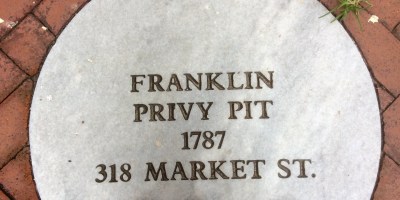 FRANKLIN
PRIVY PIT
1787
318 MARKET ST.